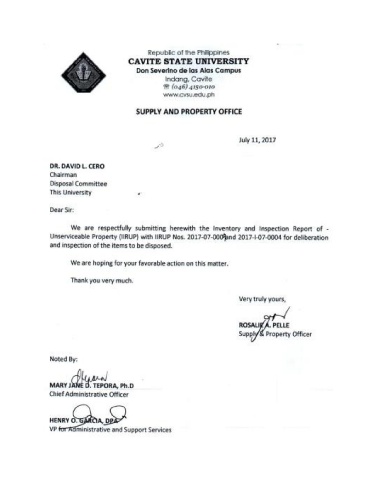 Republic of the Philippines
CAVITE STATE UNIVERSITY
Don Severino de las Alas Campus
Indang, Cavite
☏ (046) 4150-010
www.cvsu.edu.ph
SUPPLY AND PROPERTY OFFICE
July 11, 2017
DR. DAVID L. CERO
Chairman
Disposal Committee
This University
Dear Sir:
We are respectfully submitting herewith the Inventory and Inspection Report of -
Unserviceable Property (IIRUP) with IIRUP Nos. and 2017-I-07-0004 for deliberation
and inspection of the items to be disposed.
We are hoping for your favorable action on this matter.
Thank you very much.
Very truly yours,
ROSALIE A. PELLE
Supply & Property Officer
Noted By:
MARY JANE D. TEPORA, Ph.D
Chief Administrative Officer
HENRY O. GARCIA, DPA
VP for Administrative and Support Services